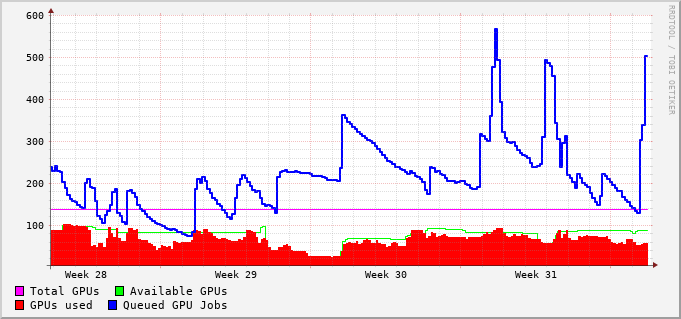 RRDTOOL / TOBI OETIKER
600
500
400
300
200
100
Week 28 Week 29 Week 30 Week 31
Total GPUs Available GPUs
GPUs used Queued GPU Jobs